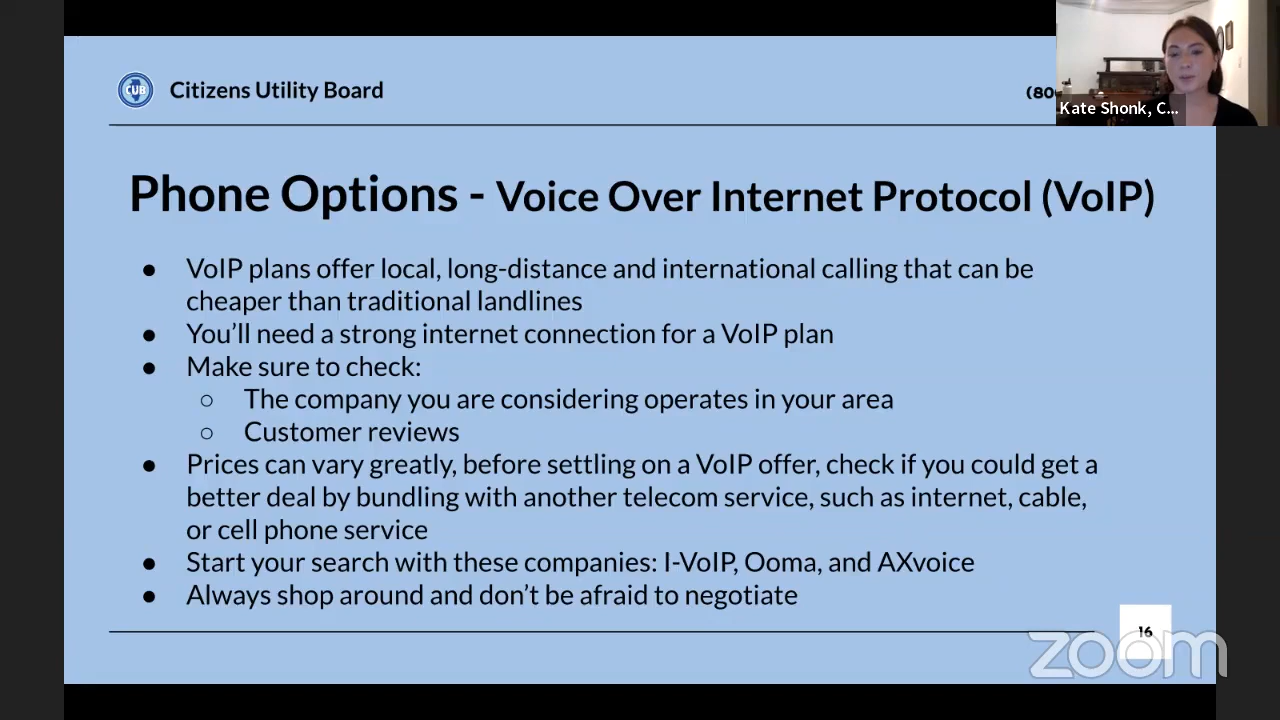 CUB
Citizens Utility Board
(80
Kate Shonk, C...
Phone Options - Voice Over Internet Protocol (VoIP)
● VoIP plans offer local, long-distance and international calling that can be
cheaper than traditional landlines
● You'll need a strong internet connection for a VoIP plan
● Make sure to check:
○ The company you are considering operates in your area
○ Customer reviews
● Prices can vary greatly, before settling on a VoIP offer, check if you could get a
better deal by bundling with another telecom service, such as internet, cable,
or cell phone service
● Start your search with these companies: I-VoIP, Ooma, and AXvoice
● Always shop around and don't be afraid to negotiate
16
zoom